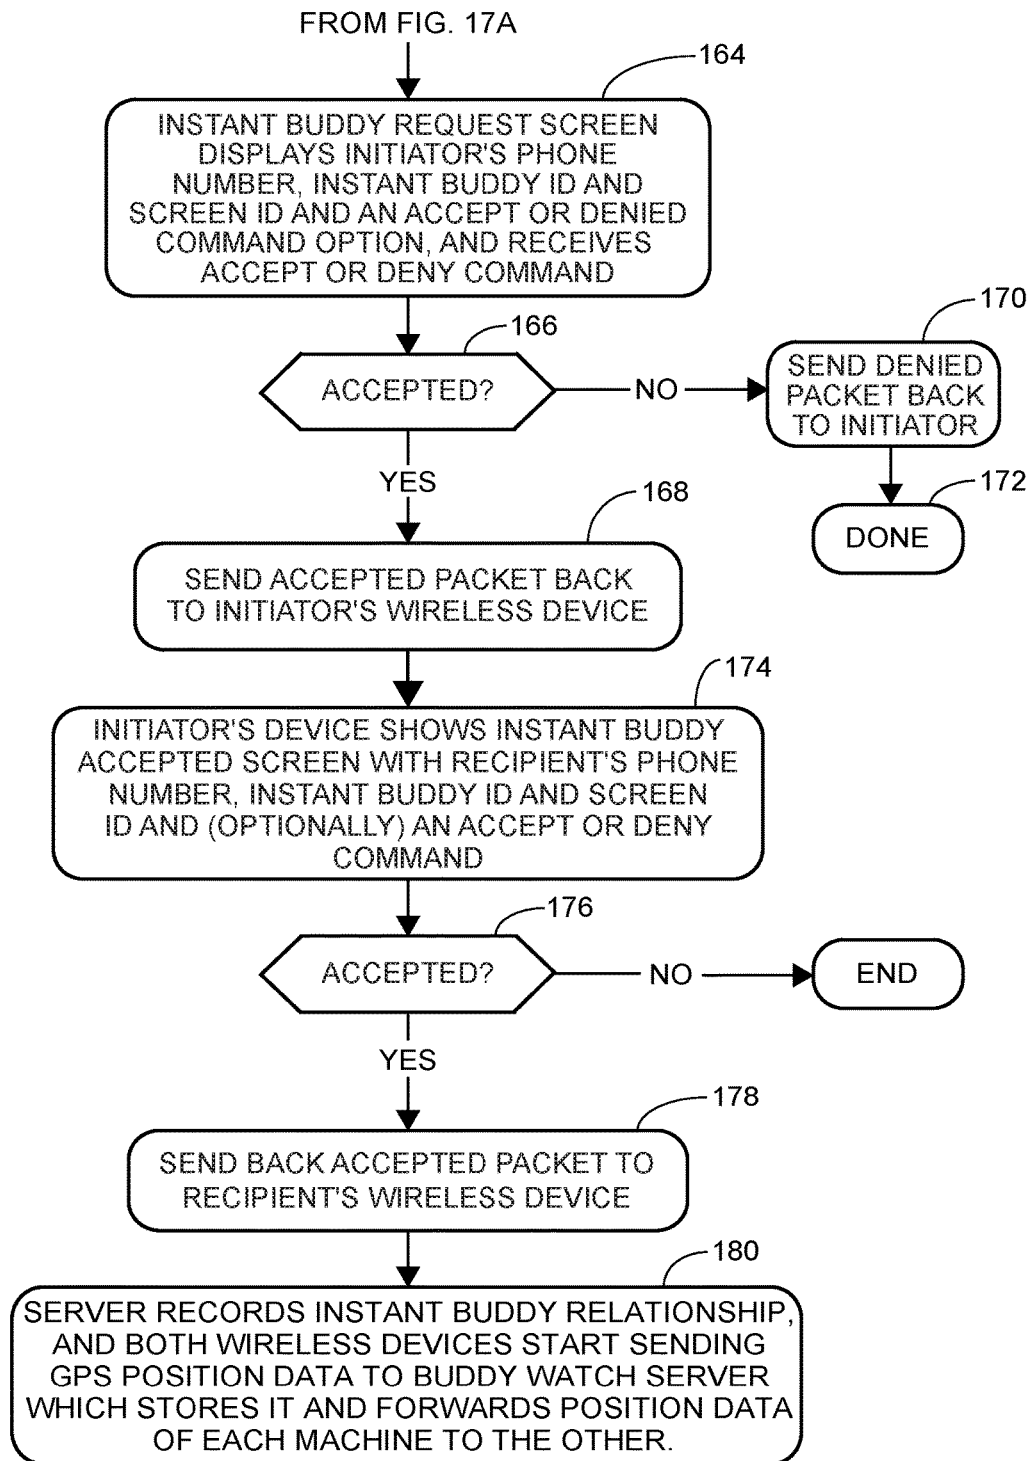 FROM FIG. 17A
164
INSTANT BUDDY REQUEST SCREEN
DISPLAYS INITIATOR'S PHONE
NUMBER, INSTANT BUDDY ID AND
SCREEN ID AND AN ACCEPT OR DENIED
COMMAND OPTION, AND RECEIVES
ACCEPT OR DENY COMMAND
166
ACCEPTED?
NO
170
SEND DENIED
PACKET BACK
TO INITIATOR
172
DONE
YES
168
SEND ACCEPTED PACKET BACK
TO INITIATOR'S WIRELESS DEVICE
174
INITIATOR'S DEVICE SHOWS INSTANT BUDDY
ACCEPTED SCREEN WITH RECIPIENT'S PHONE
NUMBER, INSTANT BUDDY ID AND SCREEN
ID AND (OPTIONALLY) AN ACCEPT OR DENY
COMMAND
176
ACCEPTED?
NO
END
YES
178
SEND BACK ACCEPTED PACKET TO
RECIPIENT'S WIRELESS DEVICE
180
SERVER RECORDS INSTANT BUDDY RELATIONSHIP,
AND BOTH WIRELESS DEVICES START SENDING
GPS POSITION DATA TO BUDDY WATCH SERVER
WHICH STORES IT AND FORWARDS POSITION DATA
OF EACH MACHINE TO THE OTHER.